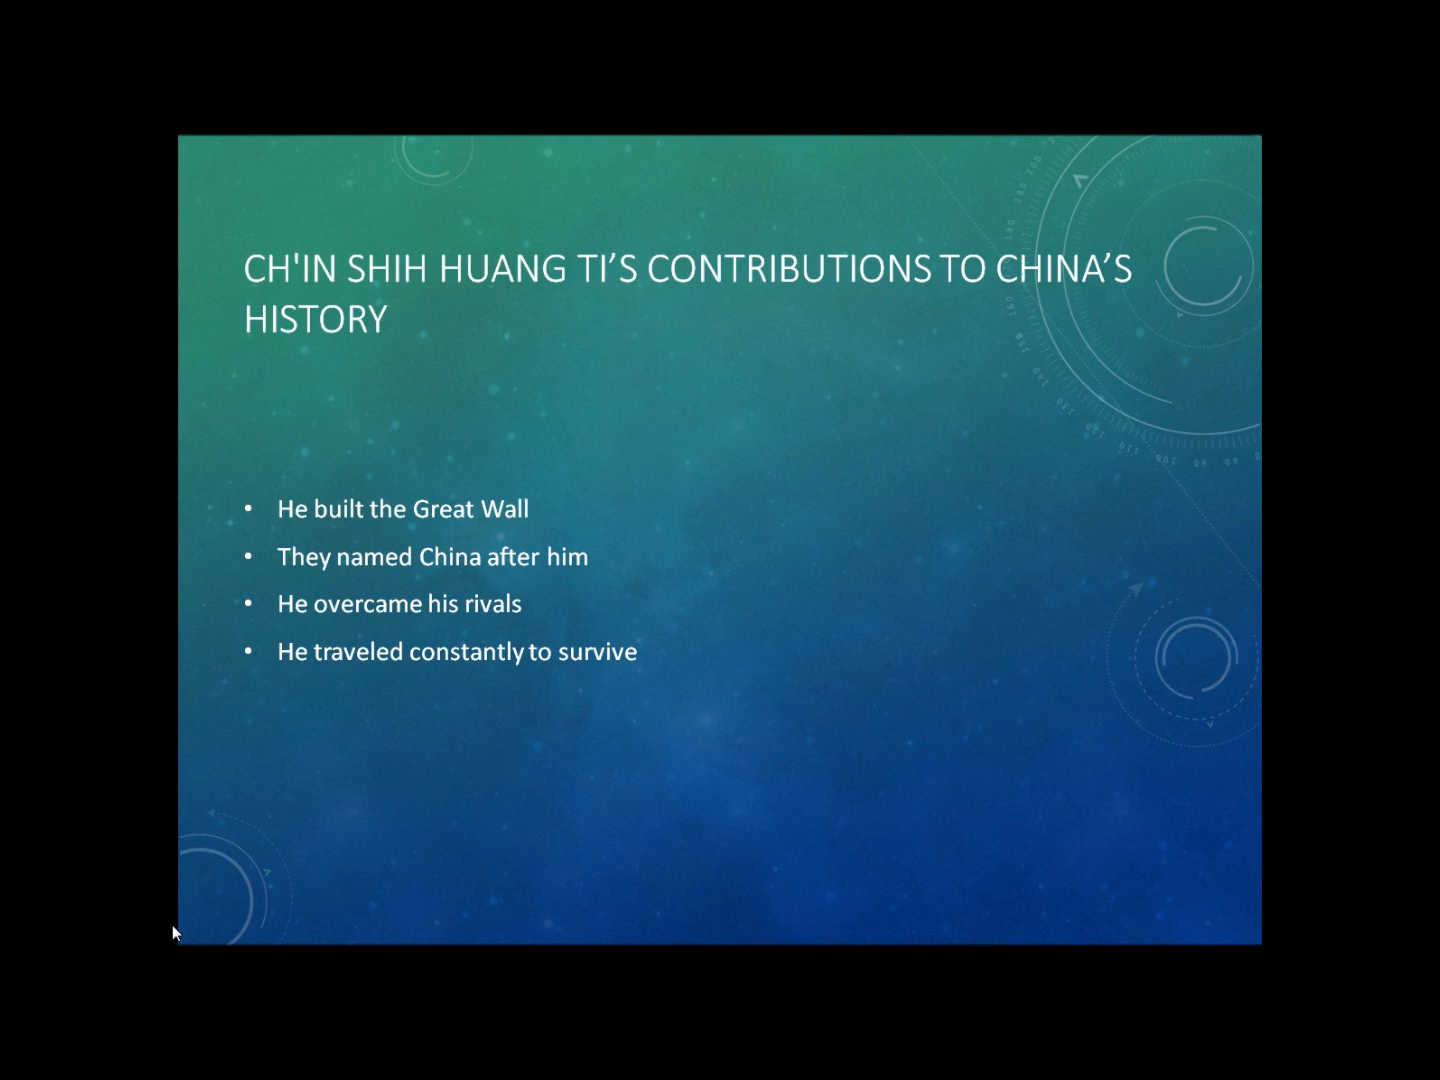 CH'IN SHIH HUANG TI’S CONTRIBUTIONS TO CHINA’S
HISTORY
• He built the Great Wall
• They named China after him
• He overcame his rivals
• He traveled constantly to survive